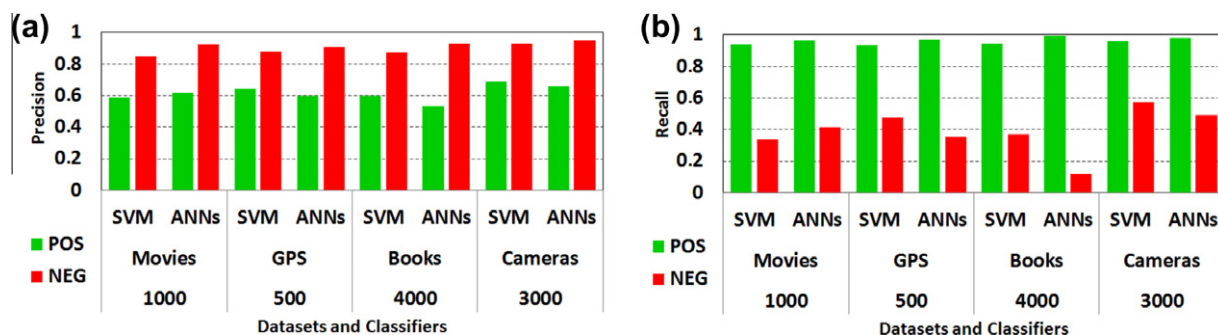 (a)
1
0.8
0.6
0.4
0.2
0
Precision
SVM ANNs SVM ANNs SVM ANNs SVM ANNs
POS
NEG
Movies GPS Books Cameras
1000 500 4000 3000
Datasets and Classifiers
(b)
1
0.8
0.6
0.4
0.2
0
Recall
SVM ANNs SVM ANNs SVM ANNs SVM ANNs
POS
NEG
Movies GPS Books Cameras
1000 500 4000 3000
Datasets and Classifiers